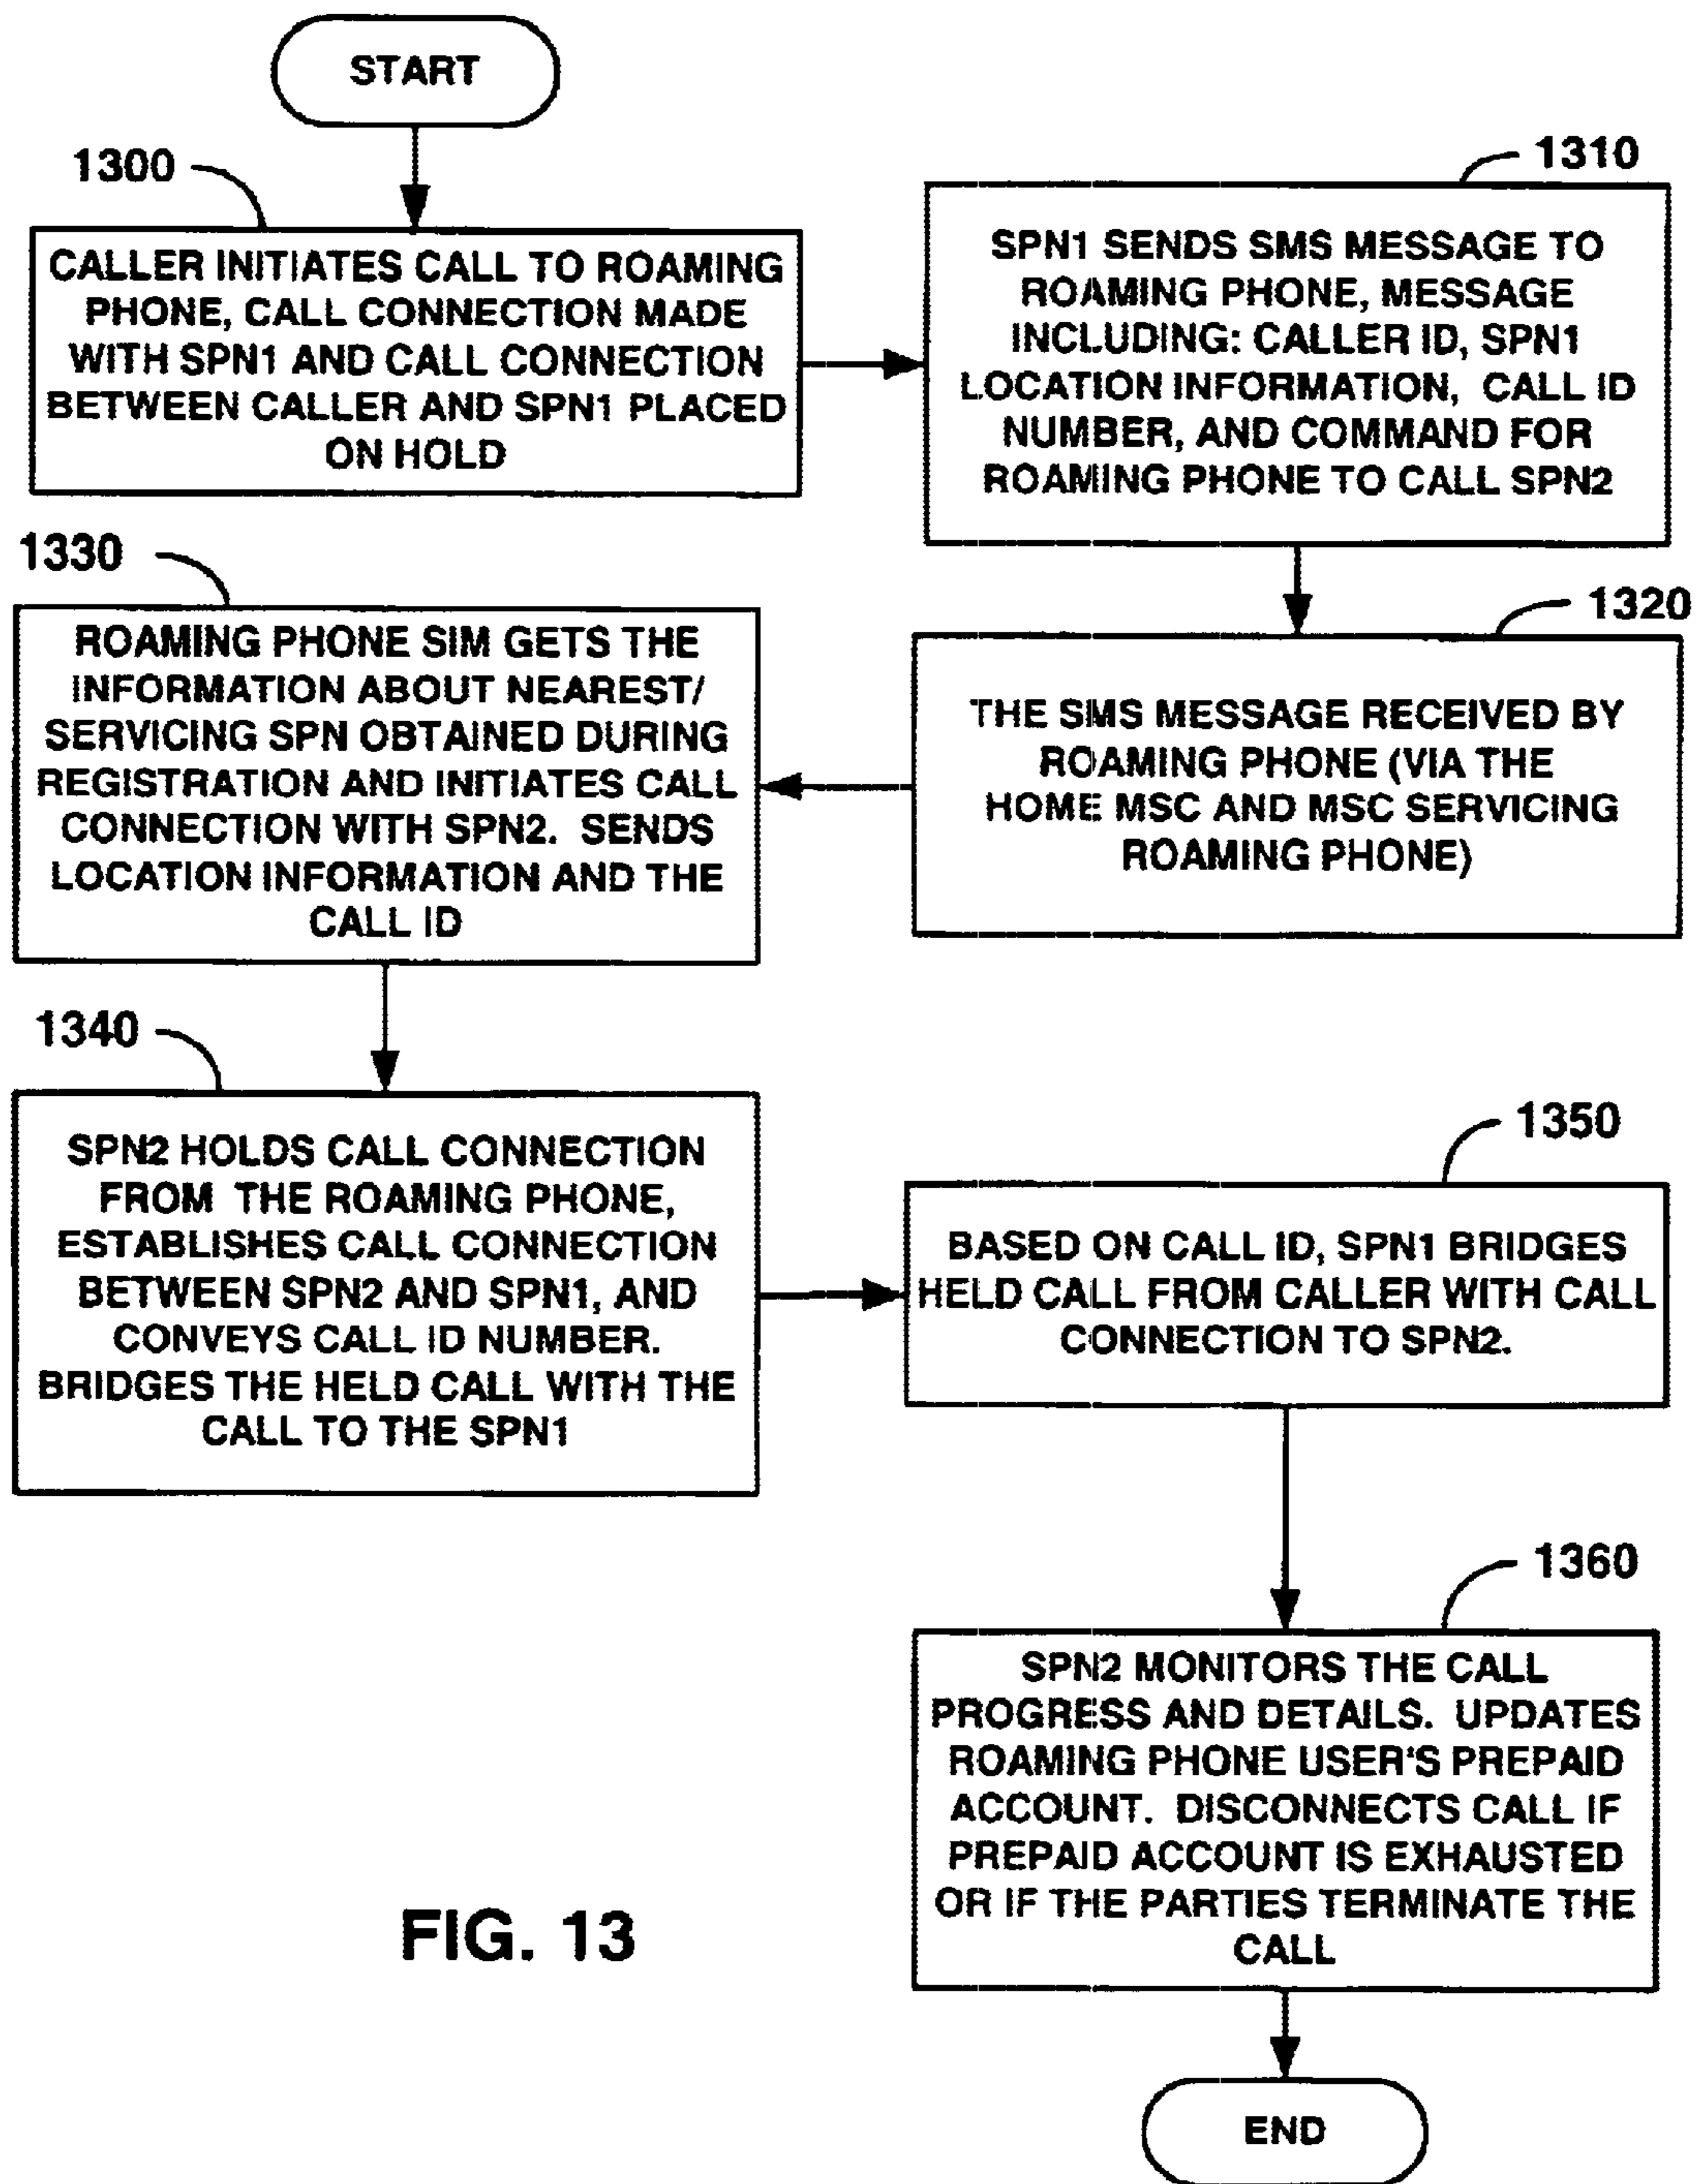 START
1300
CALLER INITIATES CALL TO ROAMING
PHONE, CALL CONNECTION MADE
WITH SPN1 AND CALL CONNECTION
BETWEEN CALLER AND SPN1 PLACED
ON HOLD
1310
SPN1 SENDS SMS MESSAGE TO
ROAMING PHONE, MESSAGE
INCLUDING: CALLER ID, SPN1
LOCATION INFORMATION, CALL ID
NUMBER, AND COMMAND FOR
ROAMING PHONE TO CALL SPN2
1320
THE SMS MESSAGE RECEIVED BY
ROAMING PHONE (VIA THE
HOME MSC AND MSC SERVICING
ROAMING PHONE)
1330
ROAMING PHONE SIM GETS THE
INFORMATION ABOUT NEAREST/
SERVICING SPN OBTAINED DURING
REGISTRATION AND INITIATES CALL
CONNECTION WITH SPN2. SENDS
LOCATION INFORMATION AND THE
CALL ID
1340
SPN2 HOLDS CALL CONNECTION
FROM THE ROAMING PHONE,
ESTABLISHES CALL CONNECTION
BETWEEN SPN2 AND SPN1, AND
CONVEYS CALL ID NUMBER.
BRIDGES THE HELD CALL WITH THE
CALL TO THE SPN1
1350
BASED ON CALL ID, SPN1 BRIDGES
HELD CALL FROM CALLER WITH CALL
CONNECTION TO SPN2.
1360
SPN2 MONITORS THE CALL
PROGRESS AND DETAILS. UPDATES
ROAMING PHONE USER'S PREPAID
ACCOUNT. DISCONNECTS CALL IF
PREPAID ACCOUNT IS EXHAUSTED
OR IF THE PARTIES TERMINATE THE
CALL
END
FIG. 13